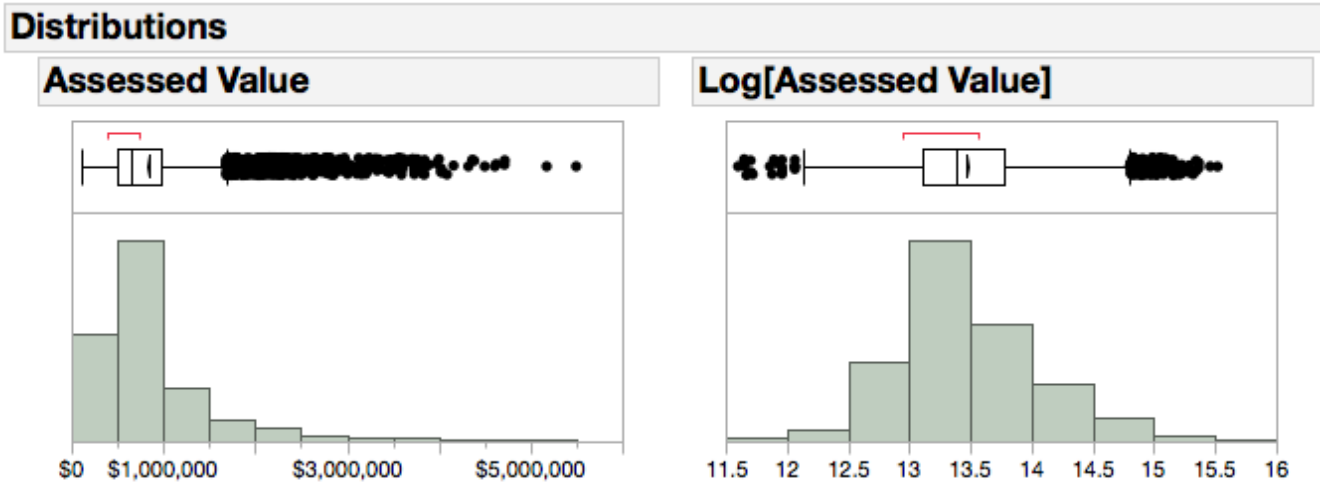 Distributions
Assessed Value
Log[Assessed Value]
$0 $1,000,000 $3,000,000 $5,000,000
11.5 12 12.5 13 13.5 14 14.5 15 15.5 16